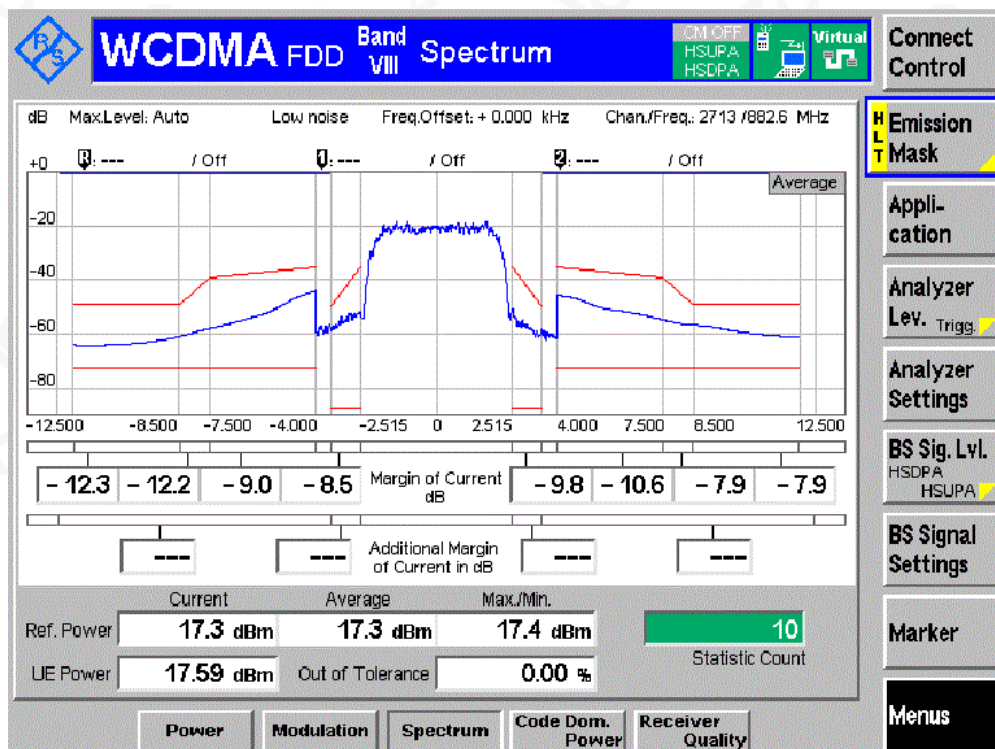 R/S
WCDMA FDD Band VIII Spectrum
CM OFF
HSUPA
HSDPA
Virtual
Connect Control
dB Max.Level: Auto Low noise Freq.Offset: + 0.000 kHz Chan./Freq.: 2713 /882.6 MHz
HLT
Emission Mask
+0 R: --- / Off 1: --- / Off 2: --- / Off
Average
-20
-40
-60
-80
-12.500 -8.500 -7.500 -4.000 -2.515 0 2.515 4.000 7.500 8.500 12.500
Application
Analyzer Lev. Trigg.
Analyzer Settings
- 12.3 - 12.2 - 9.0 - 8.5 Margin of Current dB - 9.8 - 10.6 - 7.9 - 7.9
BS Sig. Lvl.
HSDPA
HSUPA
--- --- Additional Margin of Current in dB --- ---
BS Signal Settings
Current Average Max./Min.
Ref. Power 17.3 dBm 17.3 dBm 17.4 dBm 10
Statistic Count
UE Power 17.59 dBm Out of Tolerance 0.00 %
Marker
Power Modulation Spectrum Code Dom. Power Receiver Quality
Menus